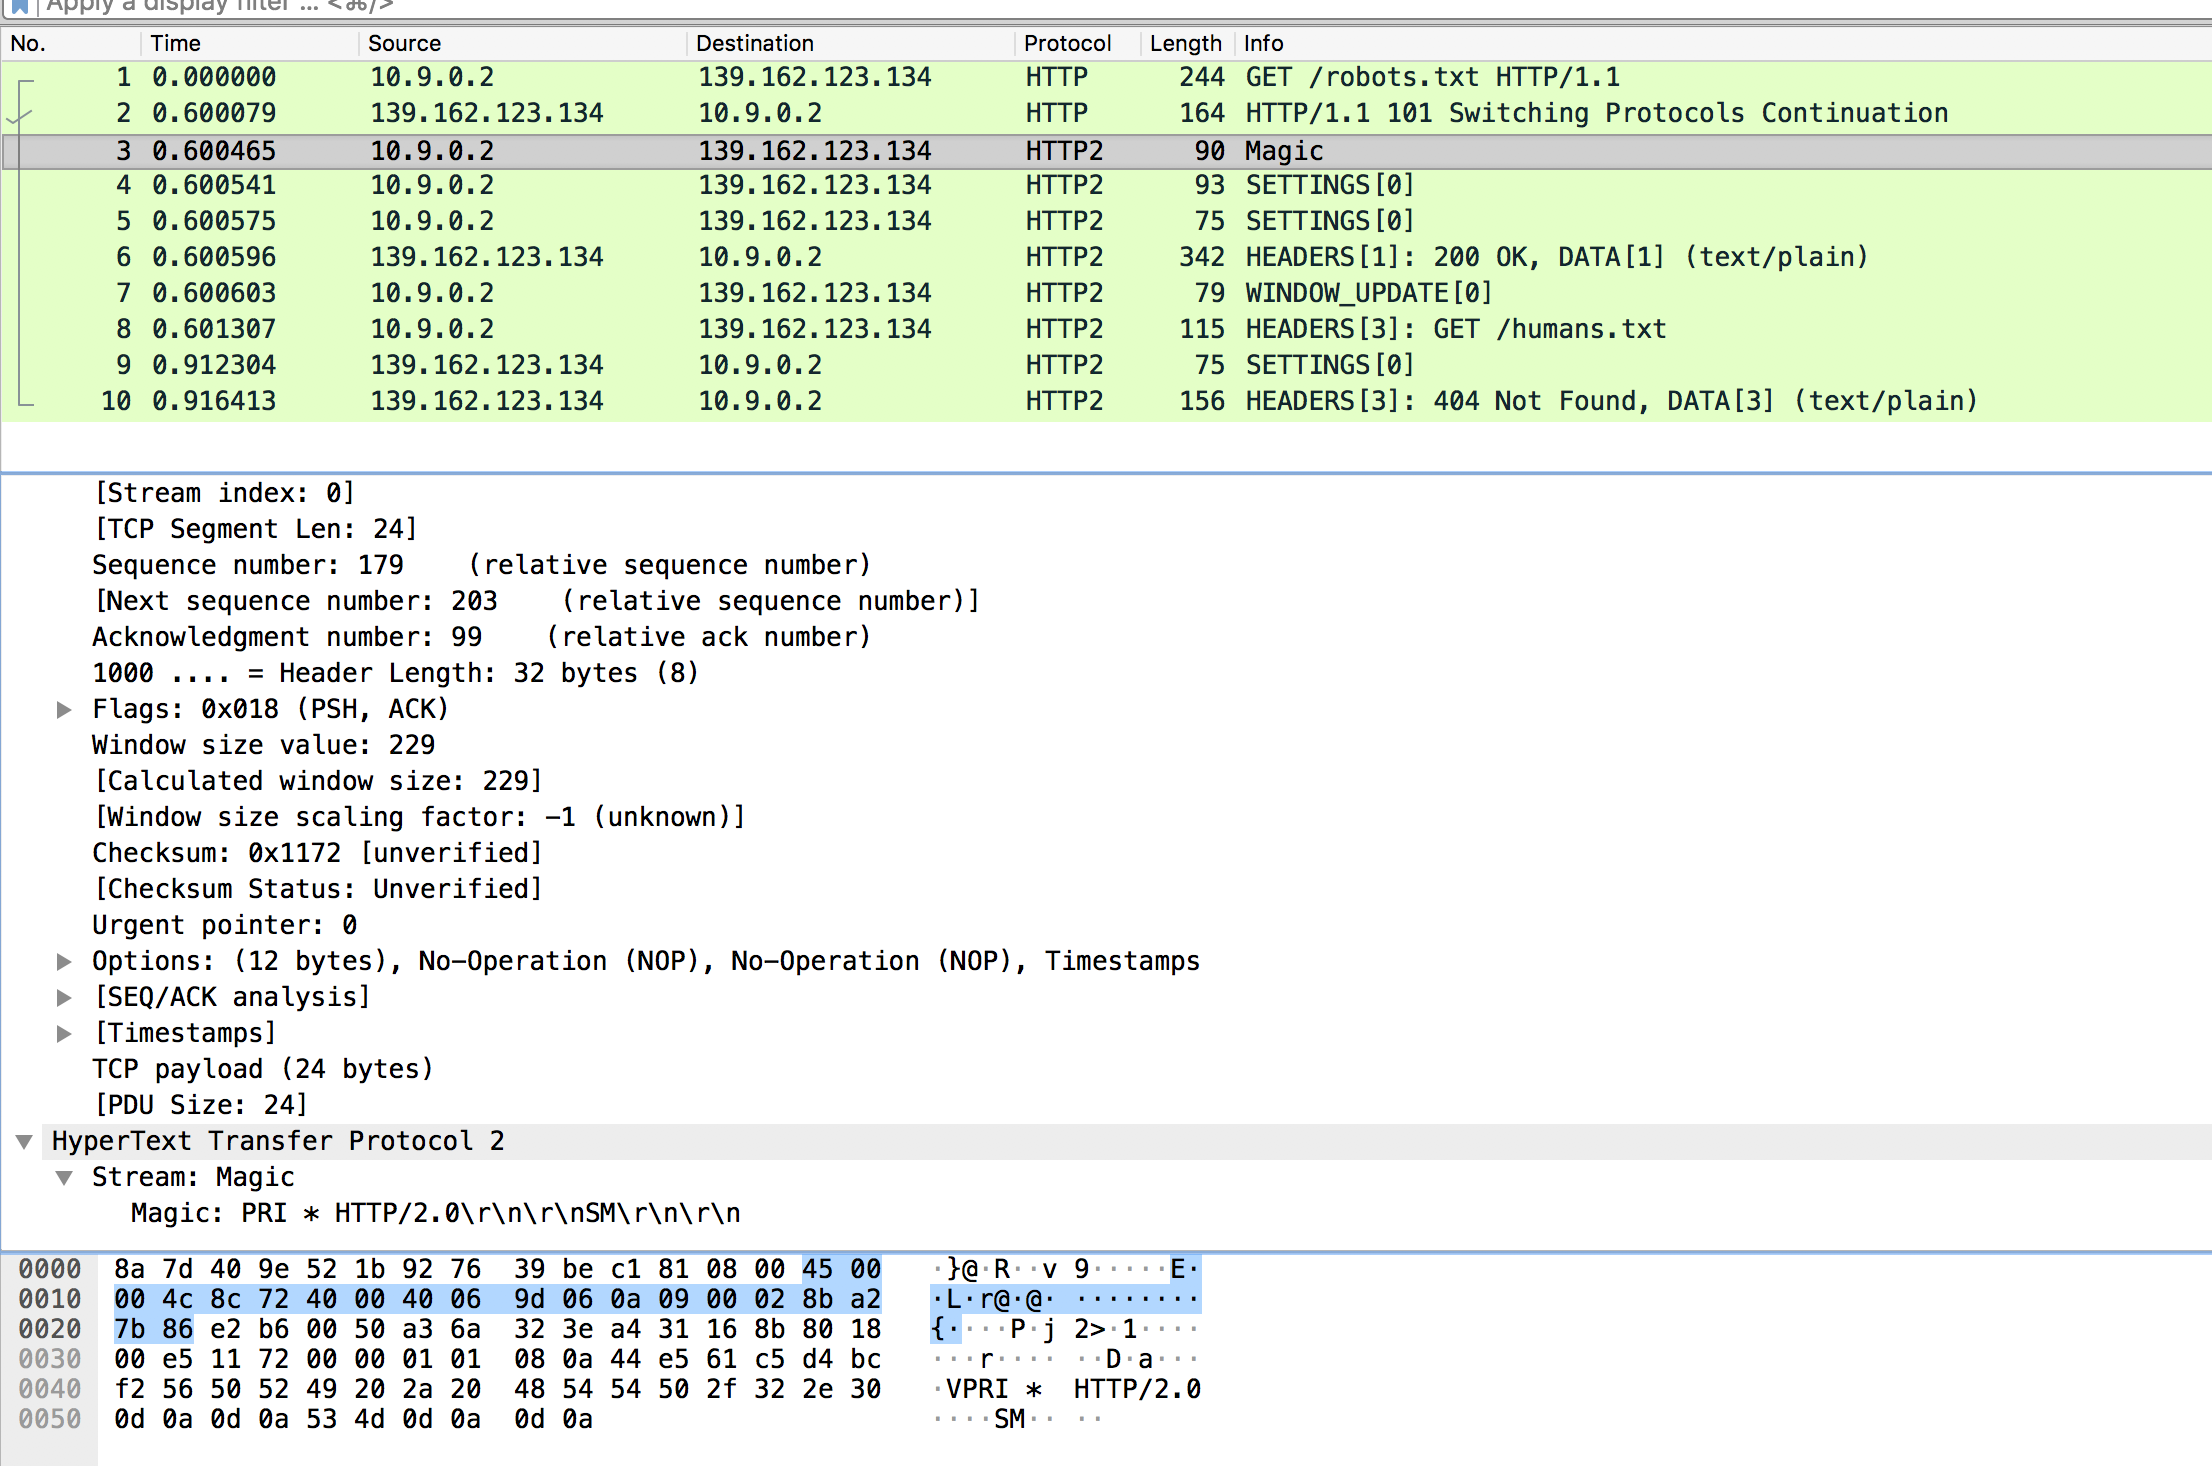 Apply a display filter ... <⌘/>
No. Time Source Destination Protocol Length Info
1 0.000000 10.9.0.2 139.162.123.134 HTTP 244 GET /robots.txt HTTP/1.1
2 0.600079 139.162.123.134 10.9.0.2 HTTP 164 HTTP/1.1 101 Switching Protocols Continuation
3 0.600465 10.9.0.2 139.162.123.134 HTTP2 90 Magic
4 0.600541 10.9.0.2 139.162.123.134 HTTP2 93 SETTINGS[0]
5 0.600575 10.9.0.2 139.162.123.134 HTTP2 75 SETTINGS[0]
6 0.600596 139.162.123.134 10.9.0.2 HTTP2 342 HEADERS[1]: 200 OK, DATA[1] (text/plain)
7 0.600603 10.9.0.2 139.162.123.134 HTTP2 79 WINDOW_UPDATE[0]
8 0.601307 10.9.0.2 139.162.123.134 HTTP2 115 HEADERS[3]: GET /humans.txt
9 0.912304 139.162.123.134 10.9.0.2 HTTP2 75 SETTINGS[0]
10 0.916413 139.162.123.134 10.9.0.2 HTTP2 156 HEADERS[3]: 404 Not Found, DATA[3] (text/plain)
[Stream index: 0]
[TCP Segment Len: 24]
Sequence number: 179    (relative sequence number)
[Next sequence number: 203    (relative sequence number)]
Acknowledgment number: 99    (relative ack number)
1000 .... = Header Length: 32 bytes (8)
Flags: 0x018 (PSH, ACK)
Window size value: 229
[Calculated window size: 229]
[Window size scaling factor: -1 (unknown)]
Checksum: 0x1172 [unverified]
[Checksum Status: Unverified]
Urgent pointer: 0
Options: (12 bytes), No-Operation (NOP), No-Operation (NOP), Timestamps
[SEQ/ACK analysis]
[Timestamps]
TCP payload (24 bytes)
[PDU Size: 24]
HyperText Transfer Protocol 2
Stream: Magic
Magic: PRI * HTTP/2.0\r\n\r\nSM\r\n\r\n
0000 8a 7d 40 9e 52 1b 92 76 39 be c1 81 08 00 45 00 ·}@·R··v 9·····E·
0010 00 4c 8c 72 40 00 40 06 9d 06 0a 09 00 02 8b a2 ·L·r@·@· ········
0020 7b 86 e2 b6 00 50 a3 6a 32 3e a4 31 16 8b 80 18 {····P·j 2>·1····
0030 00 e5 11 72 00 00 01 01 08 0a 44 e5 61 c5 d4 bc ···r···· ··D·a···
0040 f2 56 50 52 49 20 2a 20 48 54 54 50 2f 32 2e 30 ·VPRI * HTTP/2.0
0050 0d 0a 0d 0a 53 4d 0d 0a 0d 0a ····SM·· ··